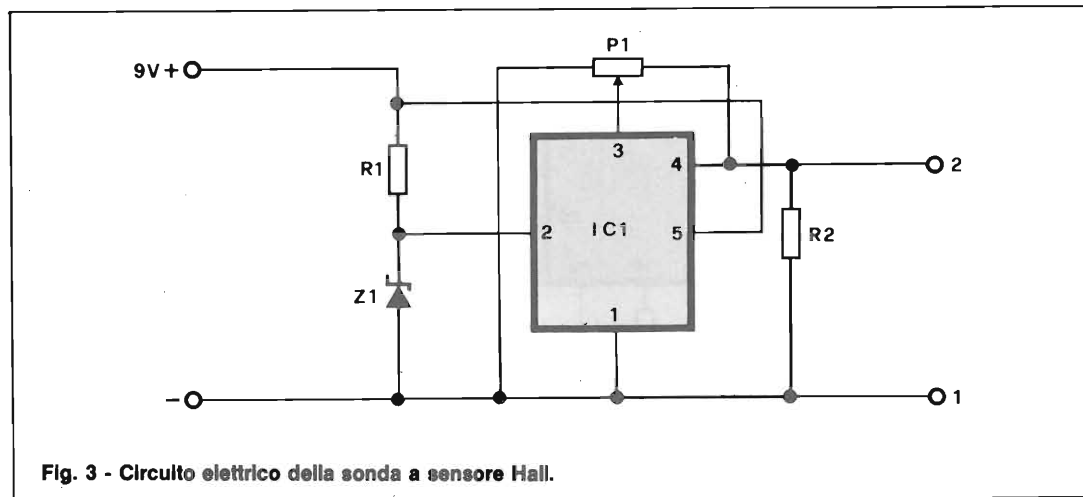 P1
9V+
3
R1
4
2
2
IC1
5
R2
Z1
1
-
1
Fig. 3 - Circuito elettrico della sonda a sensore Hall.